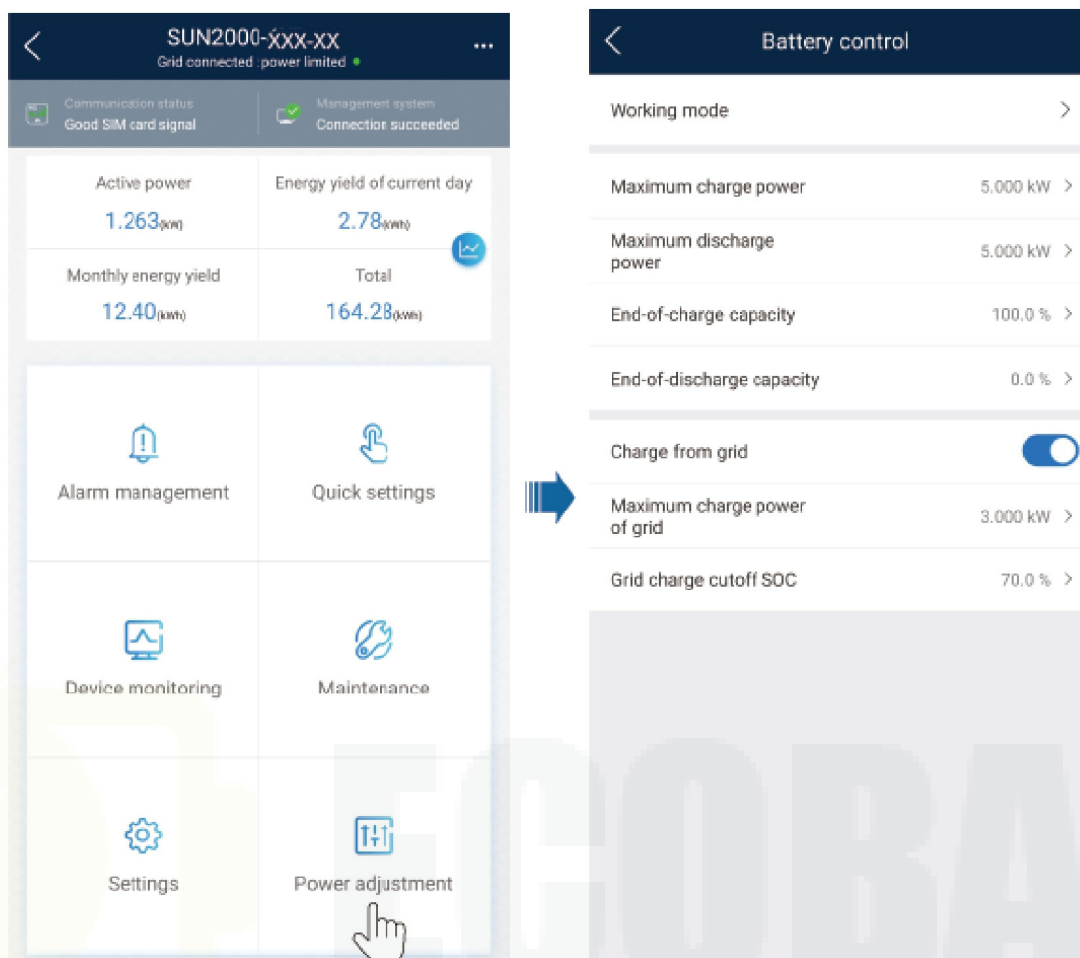 SUN2000-XXX-XX
Grid connected :power limited
Communication status
Good SIM card signal
Management system
Connection succeeded
Active power
1.263(kW)
Energy yield of current day
2.78(kWh)
Monthly energy yield
12.40(kWh)
Total
164.28(kWh)
Alarm management
Quick settings
Device monitoring
Maintenance
Settings
Power adjustment
Battery control
Working mode
Maximum charge power
5.000 kW
Maximum discharge
power
5.000 kW
End-of-charge capacity
100.0 %
End-of-discharge capacity
0.0 %
Charge from grid
Maximum charge power
of grid
3.000 kW
Grid charge cutoff SOC
70.0 %